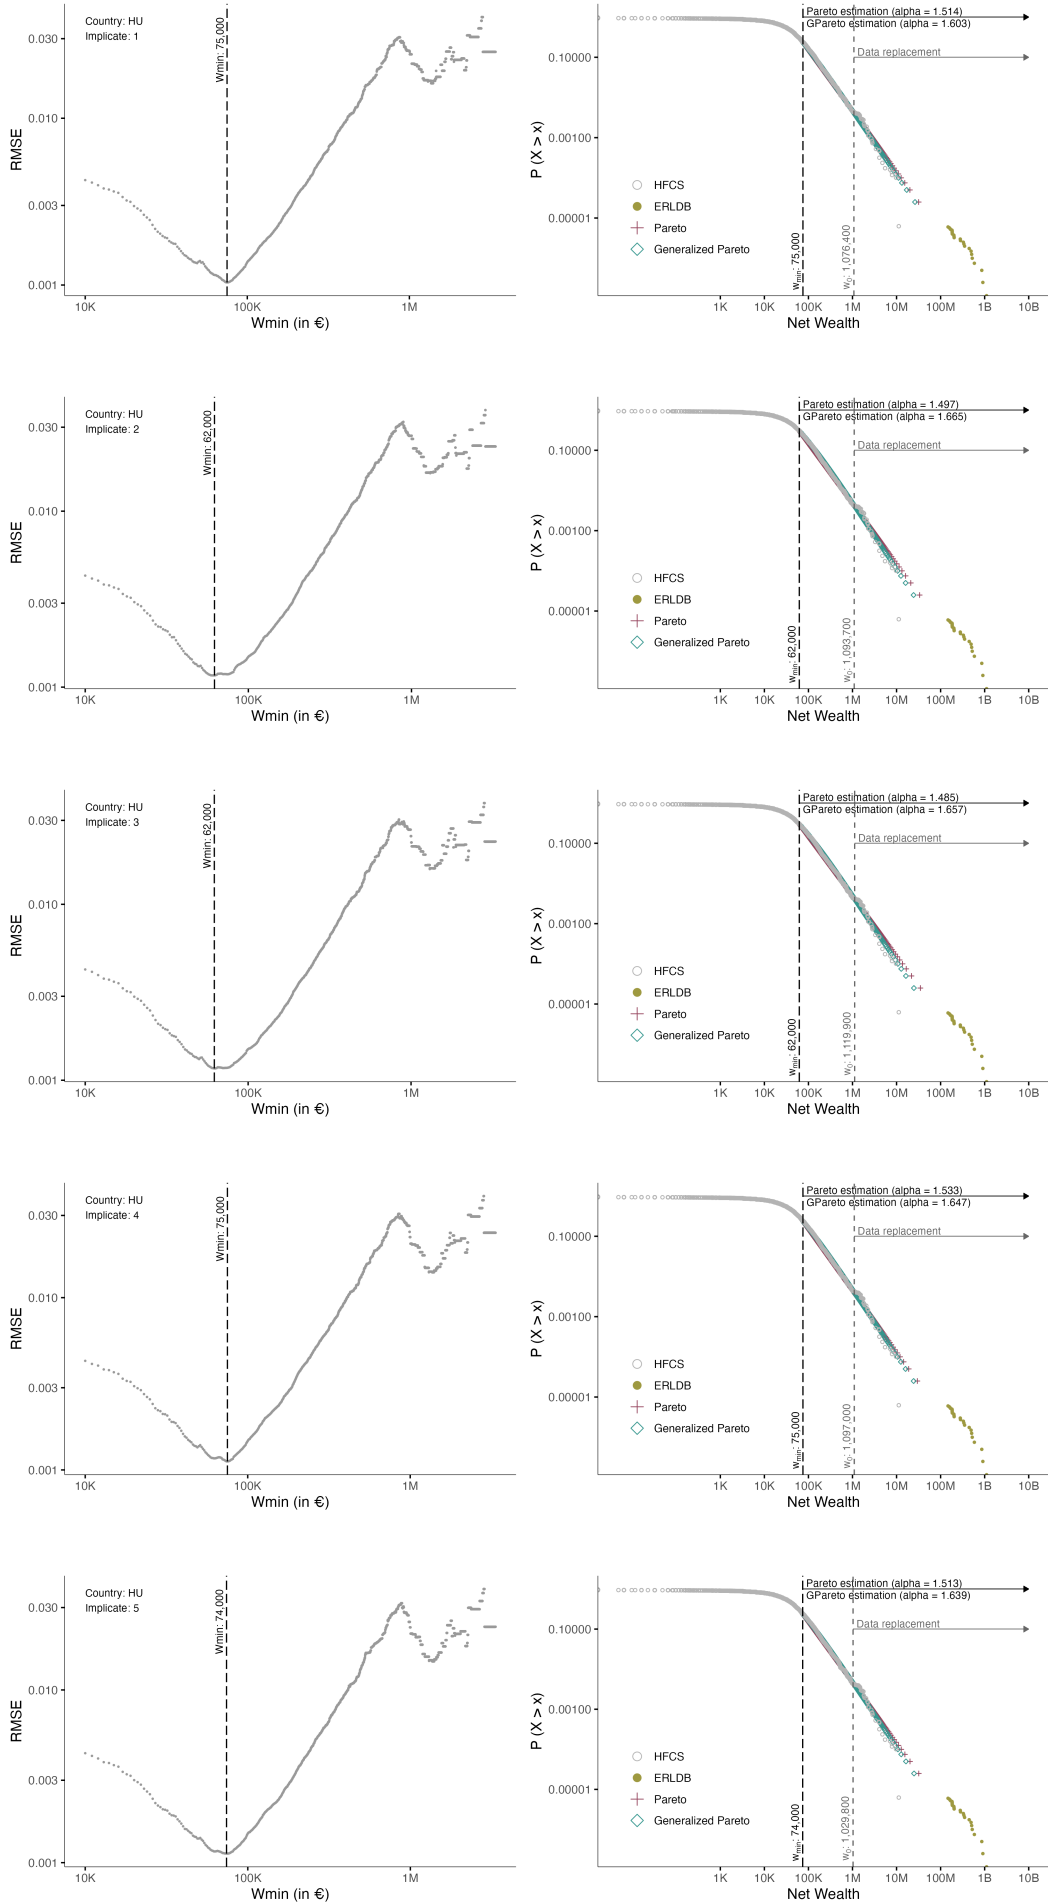 Country: HU
Implicate: 1
Wmin: 75,000
0.030
0.010
0.003
0.001
RMSE
10K
100K
1M
Wmin (in €)
Pareto estimation (alpha = 1.514)
GPareto estimation (alpha = 1.603)
Data replacement
0.10000
0.00100
0.00001
P (X > x)
HFCS
ERLDB
Pareto
Generalized Pareto
wmin: 75,000
w0: 1,076,400
1K
10K
100K
1M
10M
100M
1B
10B
Net Wealth
Country: HU
Implicate: 2
Wmin: 62,000
0.030
0.010
0.003
0.001
RMSE
10K
100K
1M
Wmin (in €)
Pareto estimation (alpha = 1.497)
GPareto estimation (alpha = 1.665)
Data replacement
0.10000
0.00100
0.00001
P (X > x)
HFCS
ERLDB
Pareto
Generalized Pareto
wmin: 62,000
w0: 1,093,700
1K
10K
100K
1M
10M
100M
1B
10B
Net Wealth
Country: HU
Implicate: 3
Wmin: 62,000
0.030
0.010
0.003
0.001
RMSE
10K
100K
1M
Wmin (in €)
Pareto estimation (alpha = 1.485)
GPareto estimation (alpha = 1.657)
Data replacement
0.10000
0.00100
0.00001
P (X > x)
HFCS
ERLDB
Pareto
Generalized Pareto
wmin: 62,000
w0: 1,119,900
1K
10K
100K
1M
10M
100M
1B
10B
Net Wealth
Country: HU
Implicate: 4
Wmin: 75,000
0.030
0.010
0.003
0.001
RMSE
10K
100K
1M
Wmin (in €)
Pareto estimation (alpha = 1.533)
GPareto estimation (alpha = 1.647)
Data replacement
0.10000
0.00100
0.00001
P (X > x)
HFCS
ERLDB
Pareto
Generalized Pareto
wmin: 75,000
w0: 1,097,000
1K
10K
100K
1M
10M
100M
1B
10B
Net Wealth
Country: HU
Implicate: 5
Wmin: 74,000
0.030
0.010
0.003
0.001
RMSE
10K
100K
1M
Wmin (in €)
Pareto estimation (alpha = 1.513)
GPareto estimation (alpha = 1.639)
Data replacement
0.10000
0.00100
0.00001
P (X > x)
HFCS
ERLDB
Pareto
Generalized Pareto
wmin: 74,000
w0: 1,029,800
1K
10K
100K
1M
10M
100M
1B
10B
Net Wealth